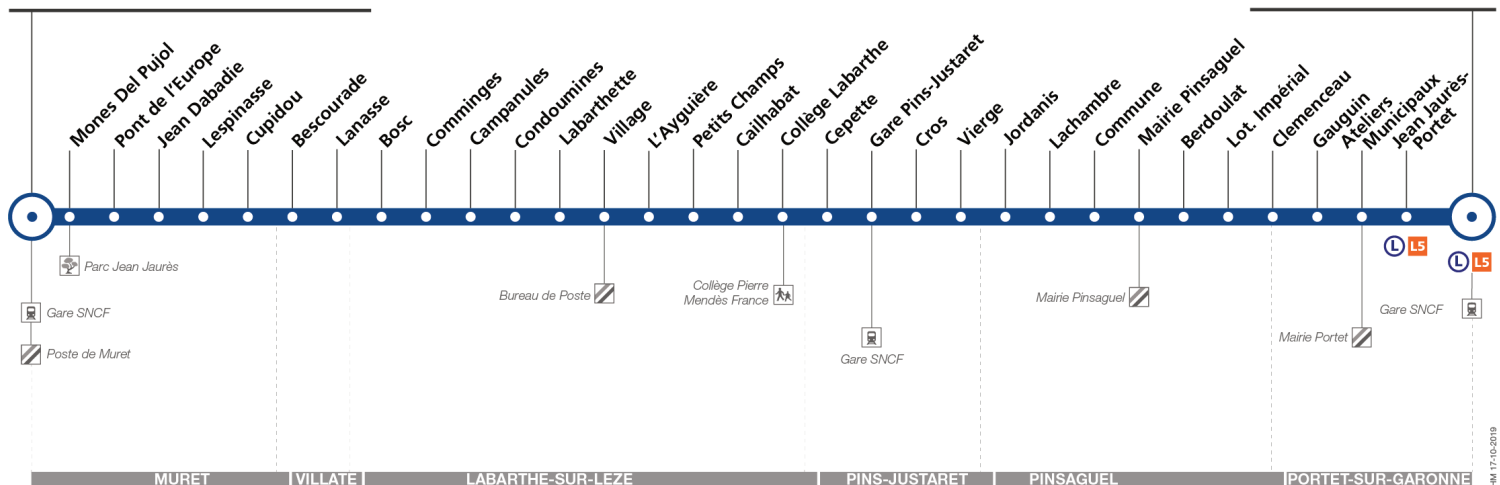 Mones Del Pujol
Pont de l'Europe
Jean Dabadie
Lespinasse
Cupidou
Bescourade
Lanasse
Bosc
Comminges
Campanules
Condoumines
Labarthette
Village
L'Ayguière
Petits Champs
Cailhabat
Collège Labarthe
Cepette
Gare Pins-Justaret
Cros
Vierge
Jordanis
Lachambre
Commune
Mairie Pinsaguel
Berdoulat
Lot. Impérial
Clemenceau
Gauguin
Ateliers
Municipaux
Jean Jaurès-
Portet
L L5
L L5
Parc Jean Jaurès
Gare SNCF
Poste de Muret
Bureau de Poste
Collège Pierre
Mendès France
Gare SNCF
Mairie Pinsaguel
Mairie Portet
Gare SNCF
MURET
VILLATE
LABARTHE-SUR-LEZE
PINS-JUSTARET
PINSAGUEL
PORTET-SUR-GARONNE
17-10-2019